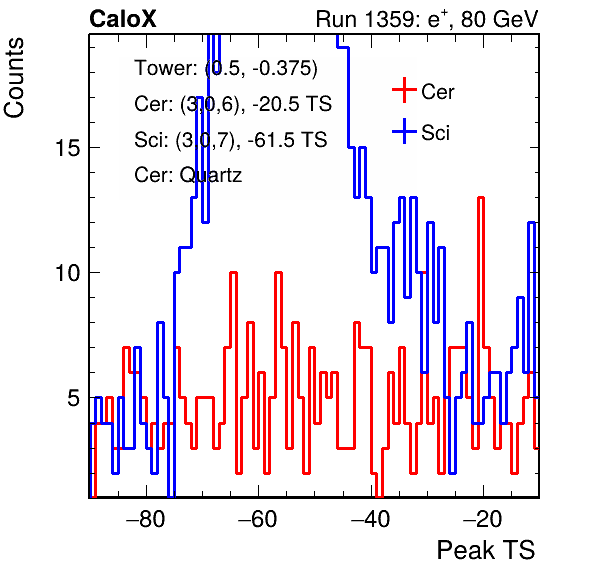 CaloX Run 1359: e⁺, 80 GeV
Counts
Tower: (0.5, -0.375)
Cer: (3,0,6), -20.5 TS
Sci: (3,0,7), -61.5 TS
Cer: Quartz
Cer
Sci
15
10
5
−80 −60 −40 −20
Peak TS